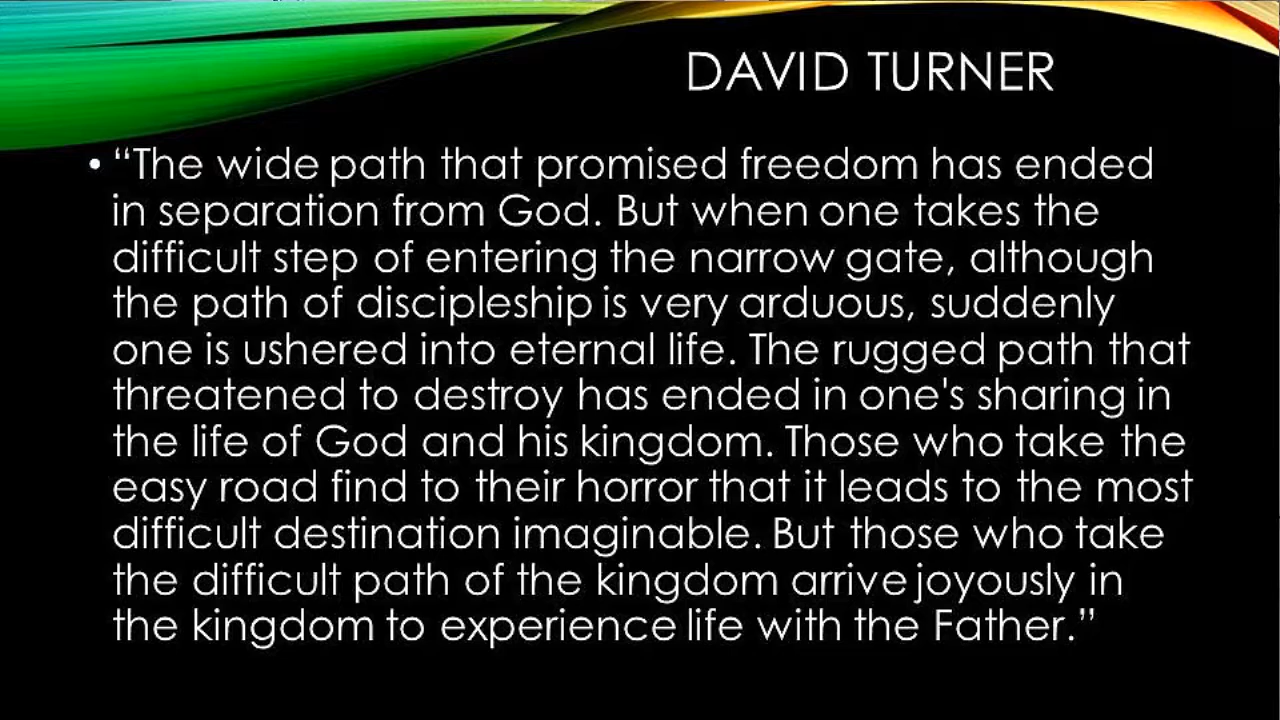 DAVID TURNER
• “The wide path that promised freedom has ended
in separation from God. But when one takes the
difficult step of entering the narrow gate, although
the path of discipleship is very arduous, suddenly
one is ushered into eternal life. The rugged path that
threatened to destroy has ended in one's sharing in
the life of God and his kingdom. Those who take the
easy road find to their horror that it leads to the most
difficult destination imaginable. But those who take
the difficult path of the kingdom arrive joyously in
the kingdom to experience life with the Father.”